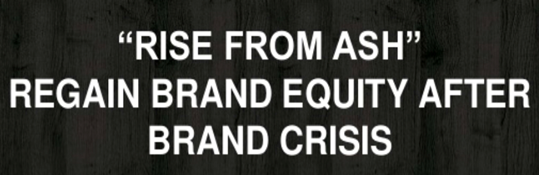 “RISE FROM ASH”
REGAIN BRAND EQUITY AFTER
BRAND CRISIS